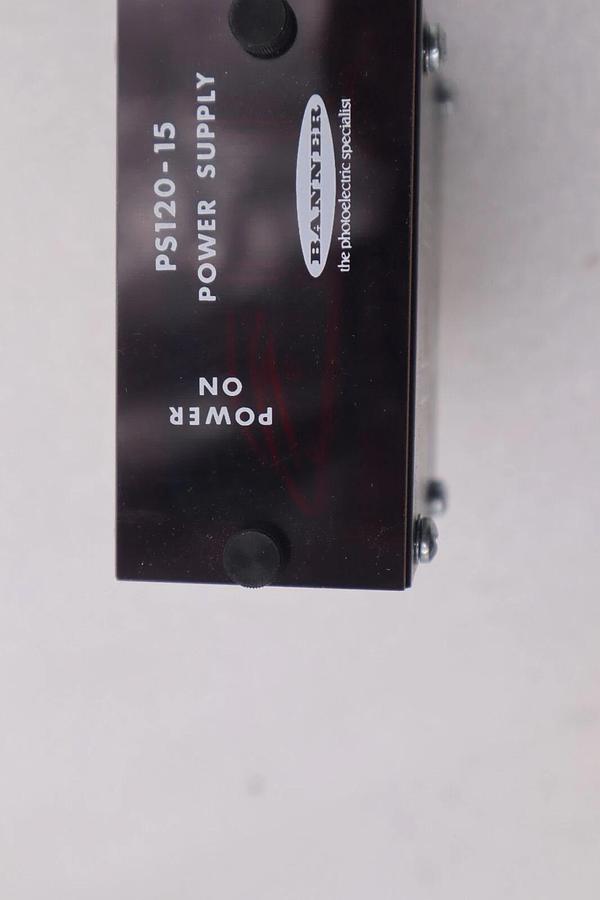 PS120-15
POWER SUPPLY
BANNER
the photoelectric specialist
POWER
ON